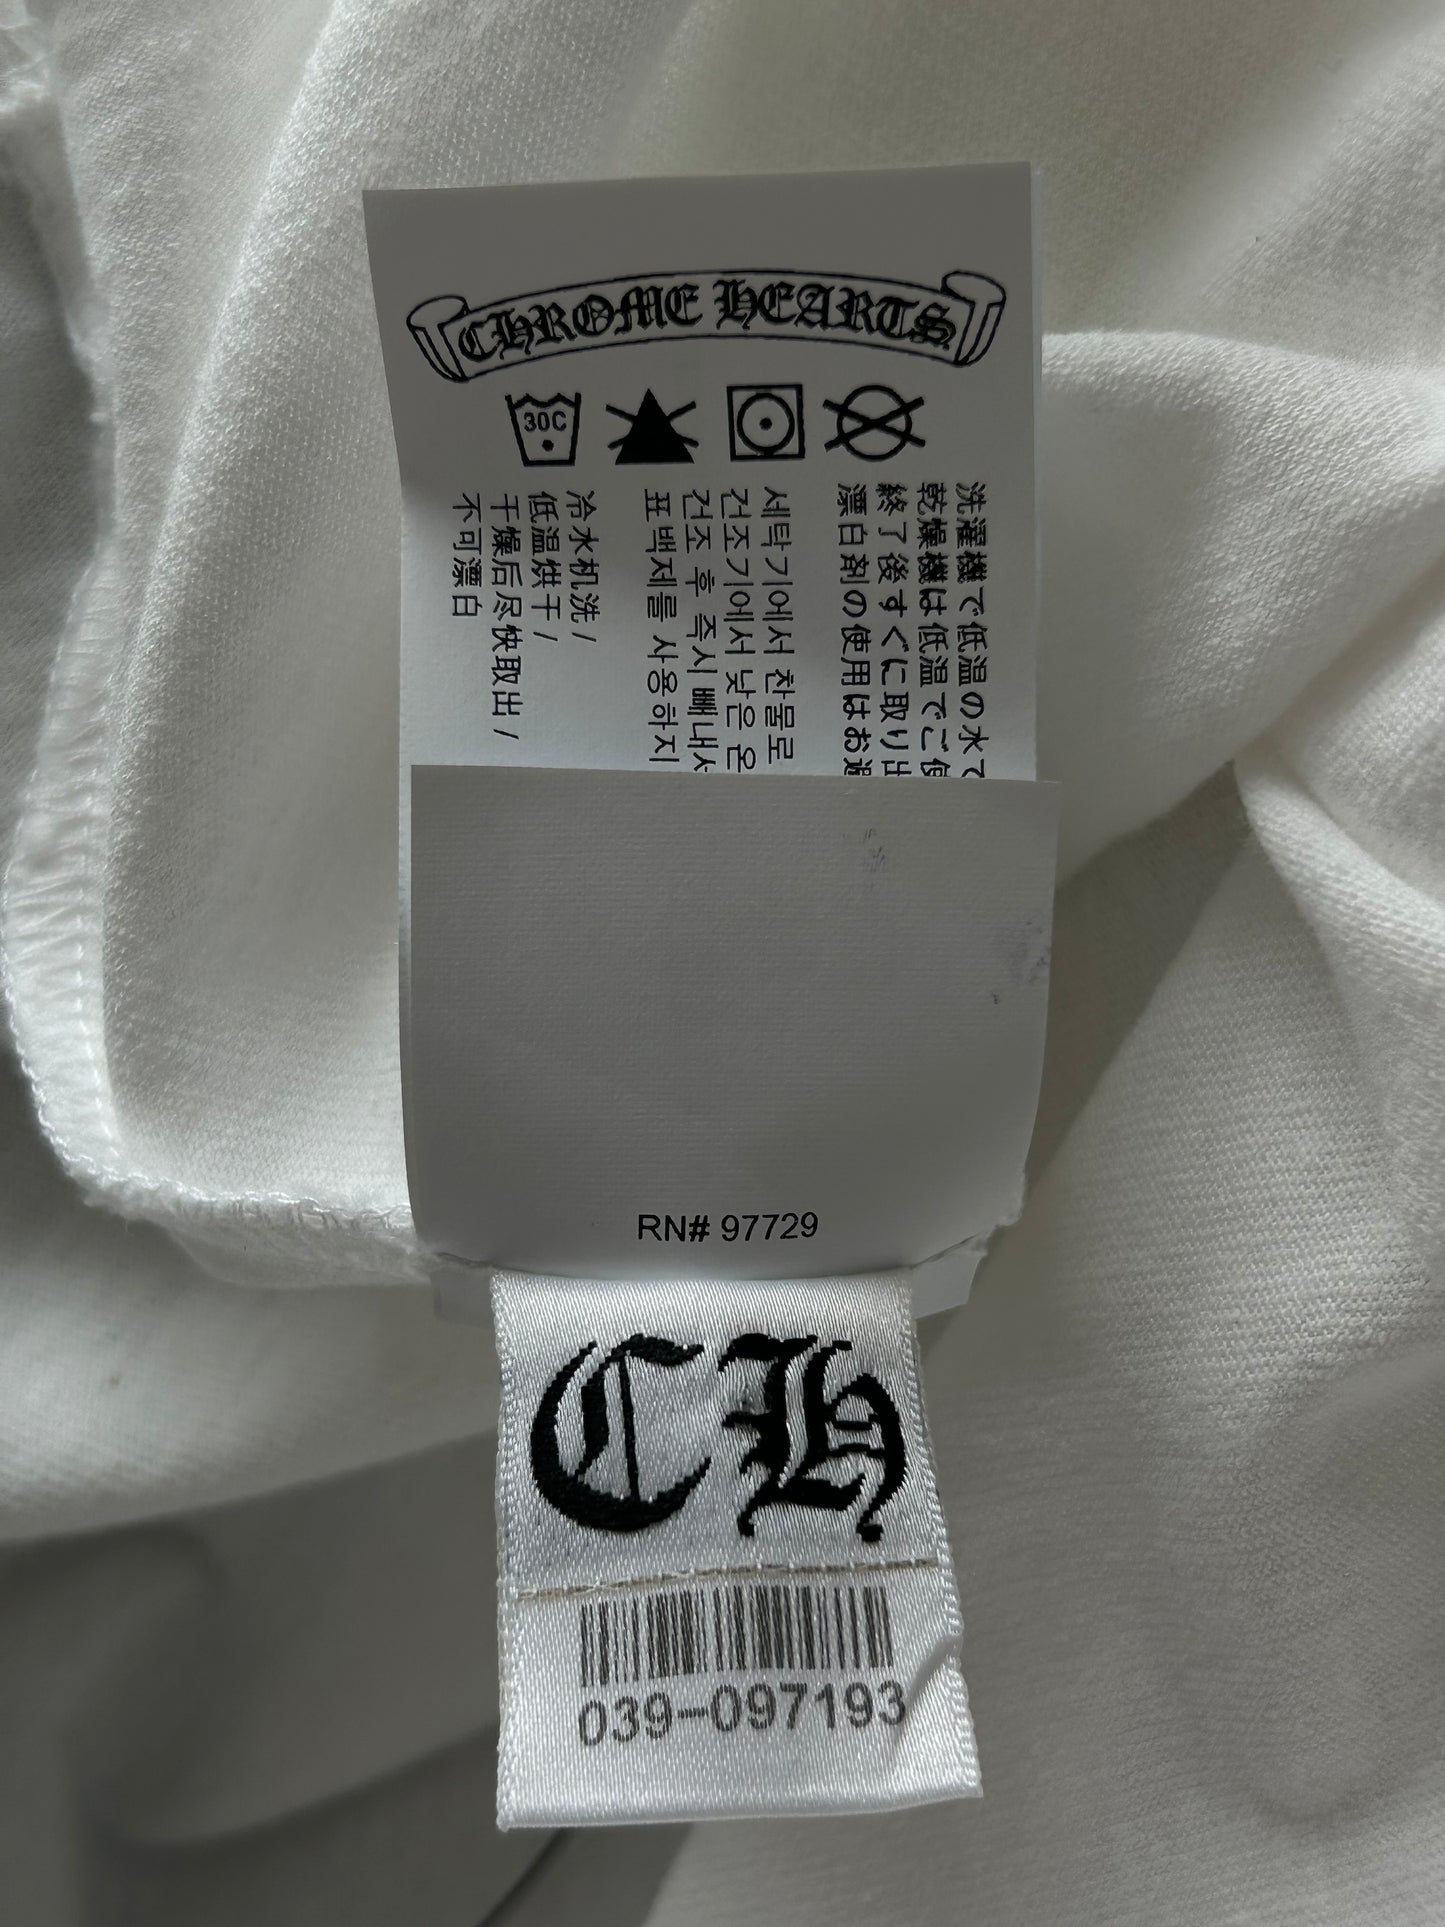 CHROME HEARTS
30C
洗濯機で低温の水で
乾燥機は低温でご使
終了後すぐに取り出
漂白剤の使用はお避
세탁기에서 찬물로
건조기에서 낮은 온
건조 후 즉시 빼내서
표백제를 사용하지
冷水机洗/
低温烘干/
干燥后尽快取出/
不可漂白
RN# 97729
CH
039-097193